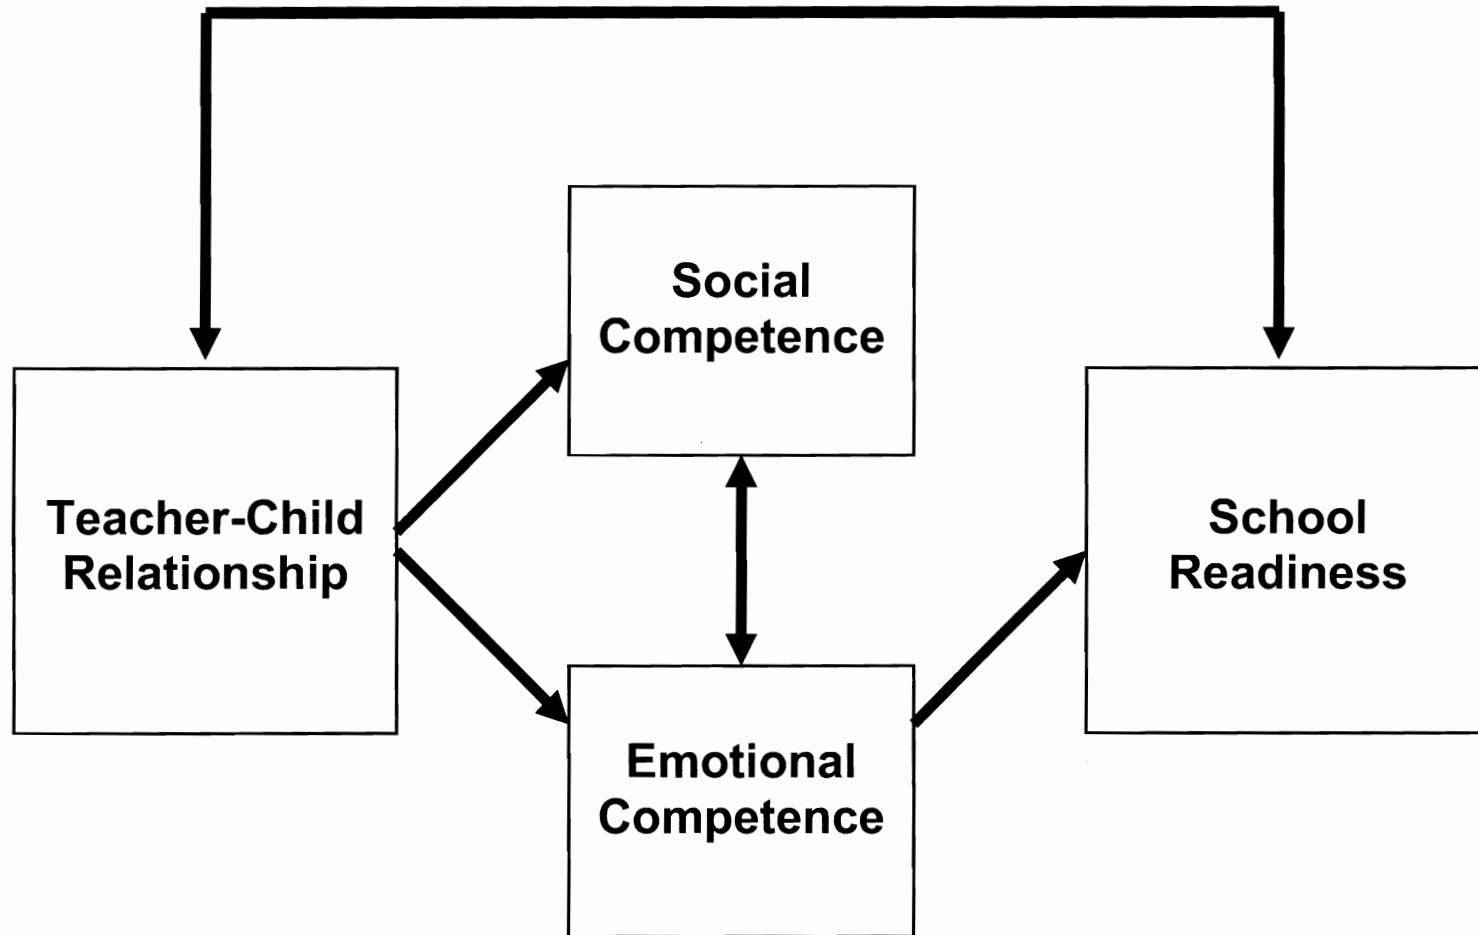 Social
Competence
Teacher-Child
Relationship
School
Readiness
Emotional
Competence